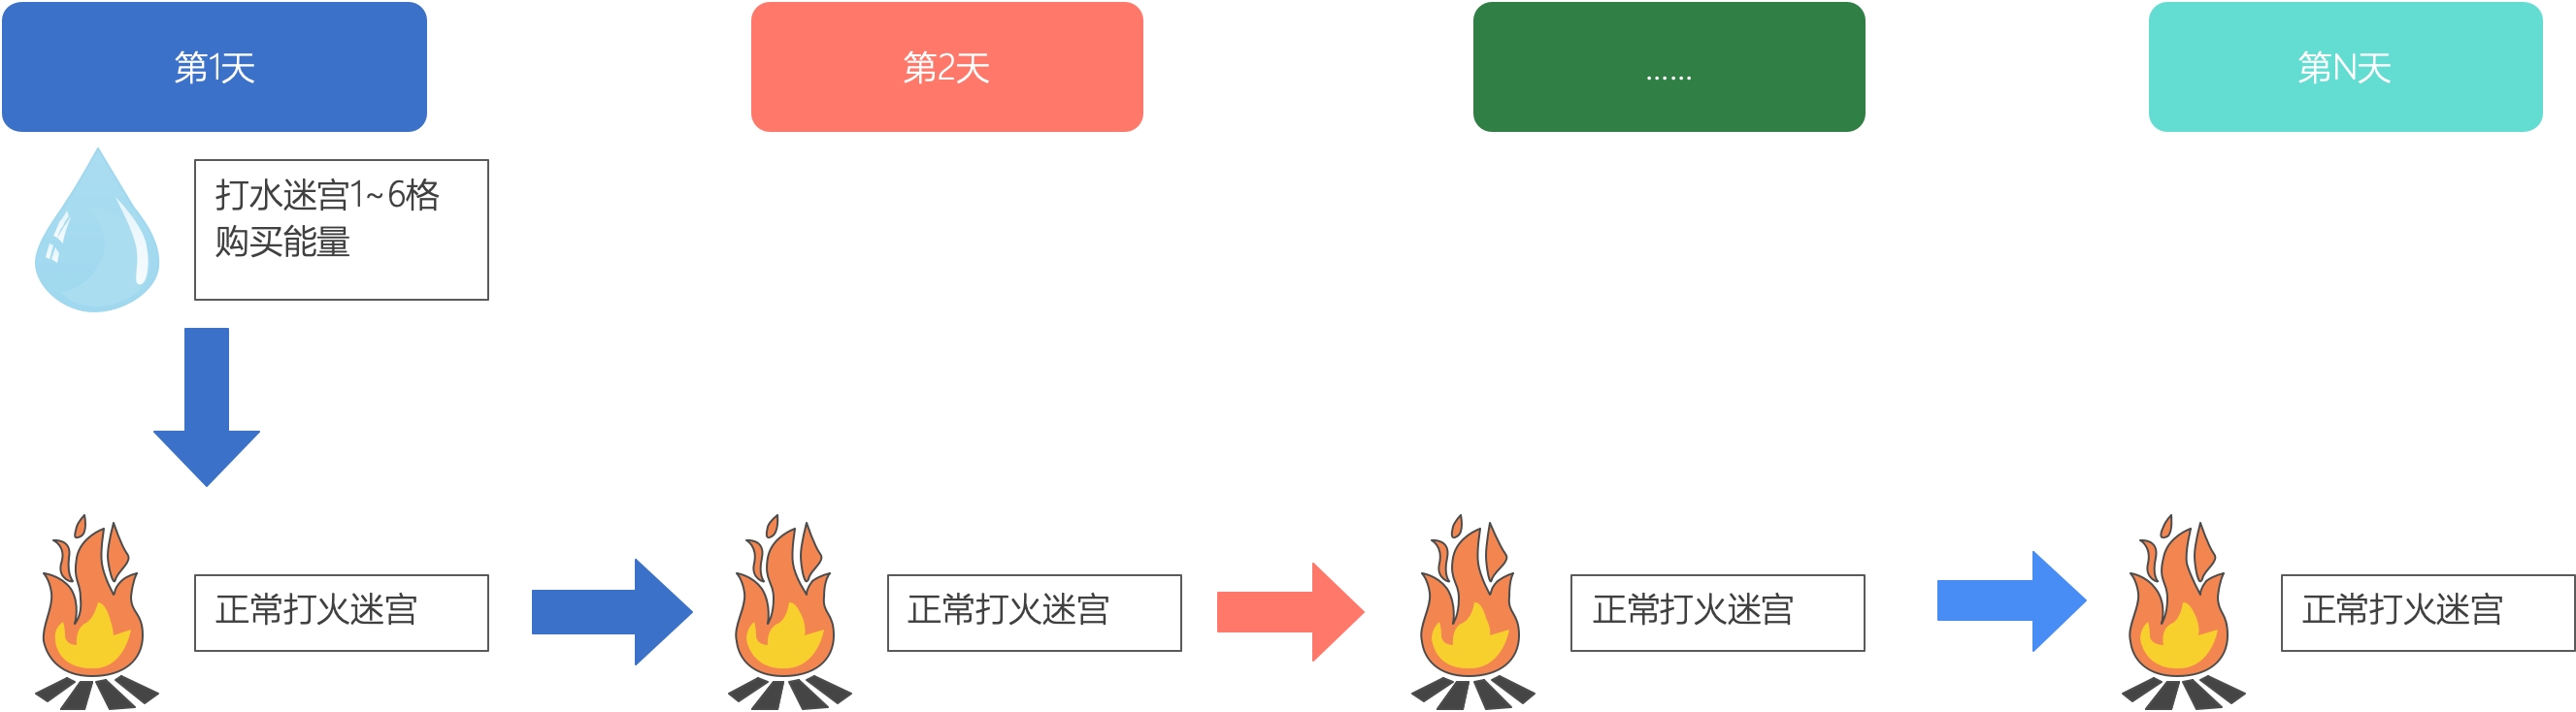 第1天
第2天
……
第N天
打水迷宫1~6格
购买能量
正常打火迷宫
正常打火迷宫
正常打火迷宫
正常打火迷宫